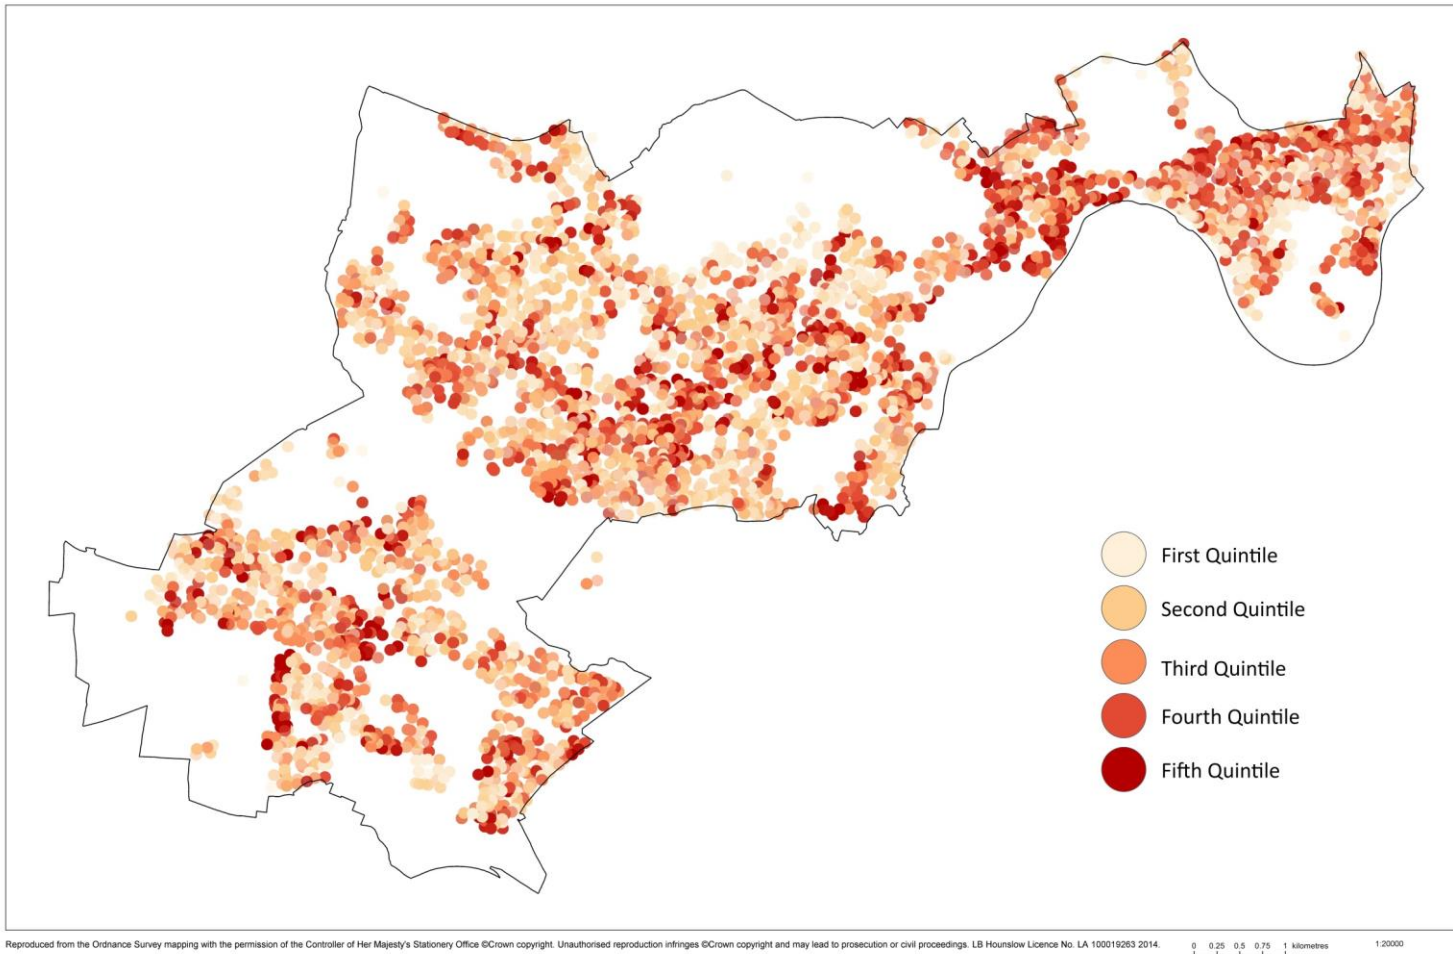 First Quintile
Second Quintile
Third Quintile
Fourth Quintile
Fifth Quintile
Reproduced from the Ordnance Survey mapping with the permission of the Controller of Her Majesty's Stationery Office ©Crown copyright. Unauthorised reproduction infringes ©Crown copyright and may lead to prosecution or civil proceedings. LB Hounslow Licence No. LA 100019263 2014.
0 0.25 0.5 0.75 1 kilometres
1:20000